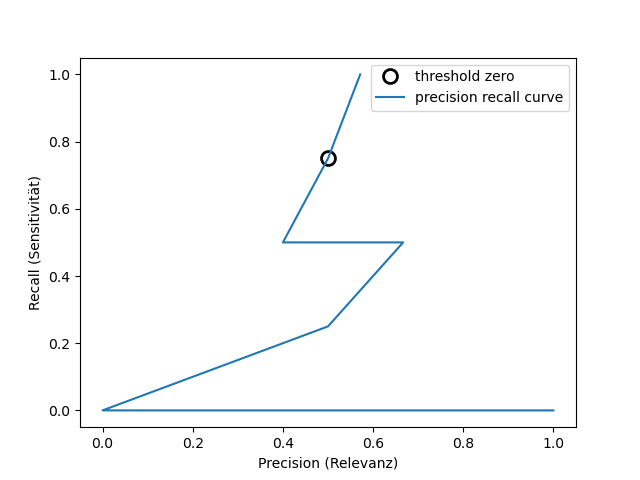 threshold zero
precision recall curve
1.0
0.8
0.6
0.4
0.2
0.0
Recall (Sensitivität)
0.0 0.2 0.4 0.6 0.8 1.0
Precision (Relevanz)